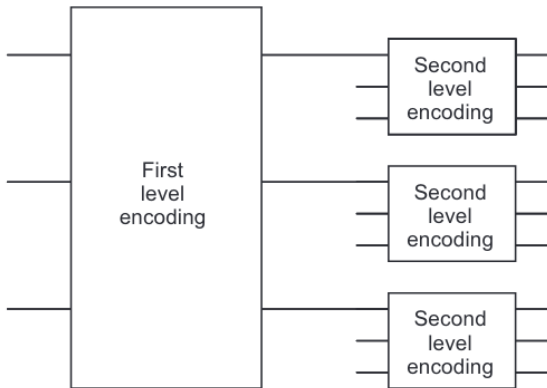 First
level
encoding
Second
level
encoding
Second
level
encoding
Second
level
encoding